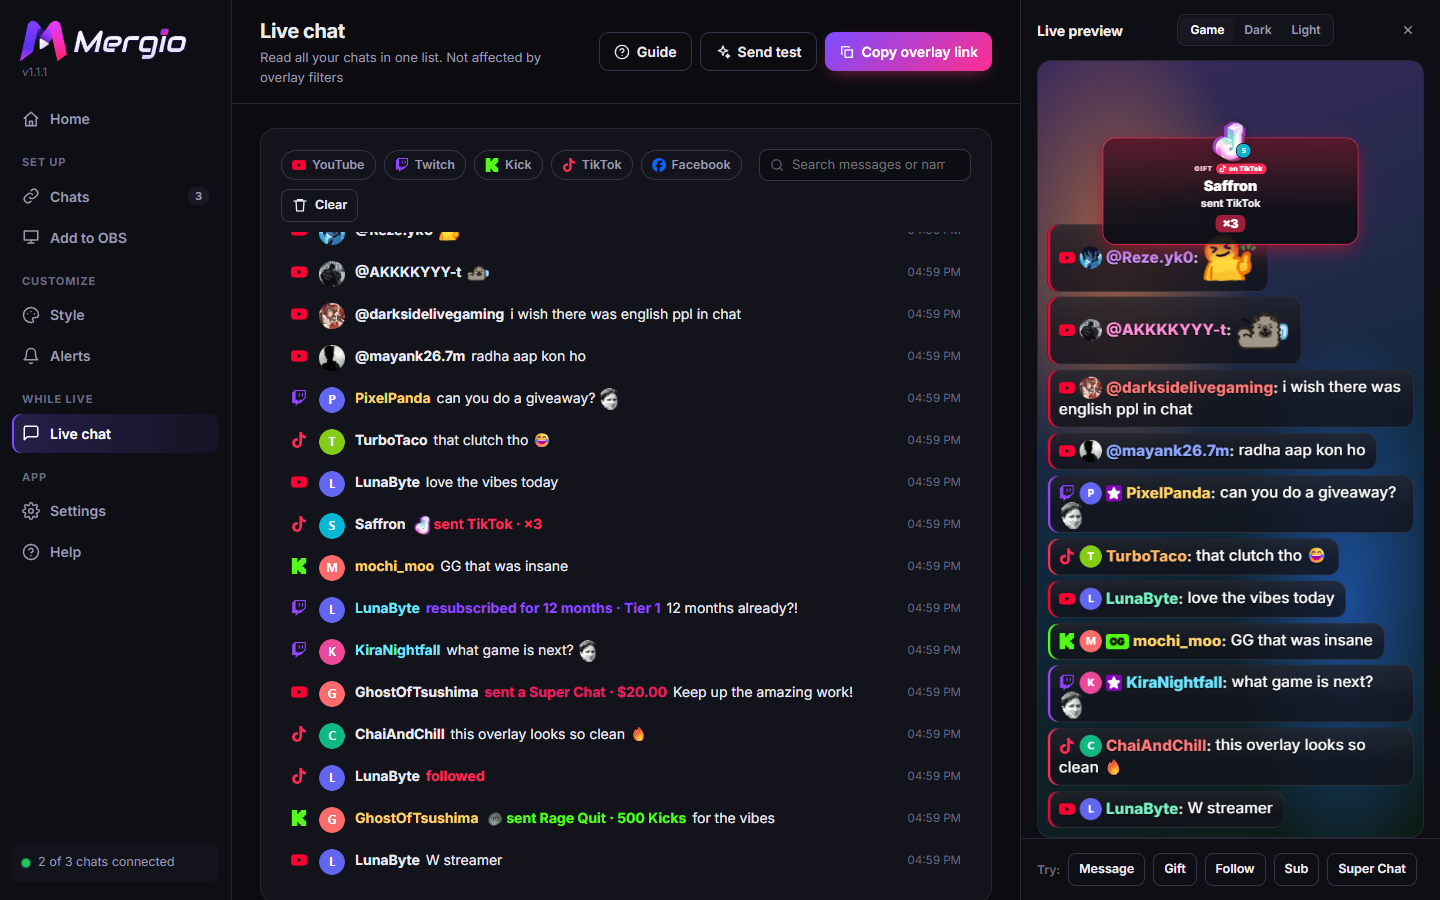 Mergio
v1.1.1
Home
SET UP
Chats
3
Add to OBS
CUSTOMIZE
Style
Alerts
WHILE LIVE
Live chat
APP
Settings
Help
2 of 3 chats connected
Live chat
Read all your chats in one list. Not affected by
overlay filters
Guide
Send test
Copy overlay link
YouTube
Twitch
Kick
TikTok
Facebook
Search messages or nam
Clear
@Reze.yk0
04:59 PM
@AKKKKYYY-t
04:59 PM
@darksidelivegaming i wish there was english ppl in chat
04:59 PM
@mayank26.7m radha aap kon ho
04:59 PM
P PixelPanda can you do a giveaway?
04:59 PM
T TurboTaco that clutch tho 😂
04:59 PM
L LunaByte love the vibes today
04:59 PM
S Saffron sent TikTok · ×3
04:59 PM
M mochi_moo GG that was insane
04:59 PM
L LunaByte resubscribed for 12 months · Tier 1 12 months already?!
04:59 PM
K KiraNightfall what game is next?
04:59 PM
G GhostOfTsushima sent a Super Chat · $20.00 Keep up the amazing work!
04:59 PM
C ChaiAndChill this overlay looks so clean 🔥
04:59 PM
L LunaByte followed
04:59 PM
G GhostOfTsushima sent Rage Quit · 500 Kicks for the vibes
04:59 PM
L LunaByte W streamer
04:59 PM
Live preview
Game
Dark
Light
×
S
GIFT on TikTok
Saffron
sent TikTok
×3
@Reze.yk0:
@AKKKKYYY-t:
@darksidelivegaming: i wish there was
english ppl in chat
@mayank26.7m: radha aap kon ho
P PixelPanda: can you do a giveaway?
T TurboTaco: that clutch tho 😂
L LunaByte: love the vibes today
M OG mochi_moo: GG that was insane
K KiraNightfall: what game is next?
C ChaiAndChill: this overlay looks so
clean 🔥
L LunaByte: W streamer
Try:
Message
Gift
Follow
Sub
Super Chat